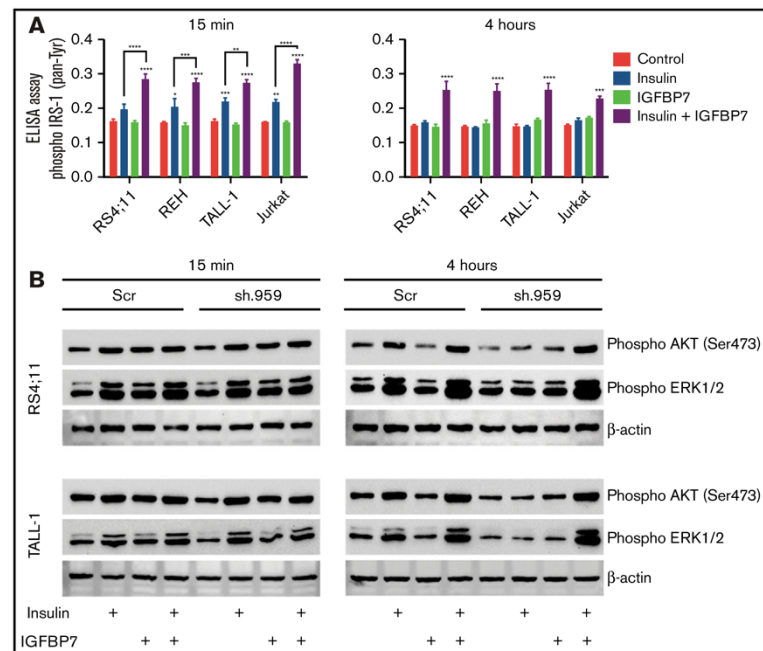 A
15 min
4 hours
ELISA assay
phospho IRS-1 (pan-Tyr)
0.4
0.3
0.2
0.1
0.0
**** *** ** ****
**** * **** *** **** ** ****
RS4;11 REH TALL-1 Jurkat
0.4
0.3
0.2
0.1
0.0
**** **** **** ***
RS4;11 REH TALL-1 Jurkat
Control
Insulin
IGFBP7
Insulin + IGFBP7
B
15 min 4 hours
Scr sh.959 Scr sh.959
RS4;11
Phospho AKT (Ser473)
Phospho ERK1/2
β-actin
TALL-1
Phospho AKT (Ser473)
Phospho ERK1/2
β-actin
Insulin + + + + + + + +
IGFBP7 + + + + + + + +